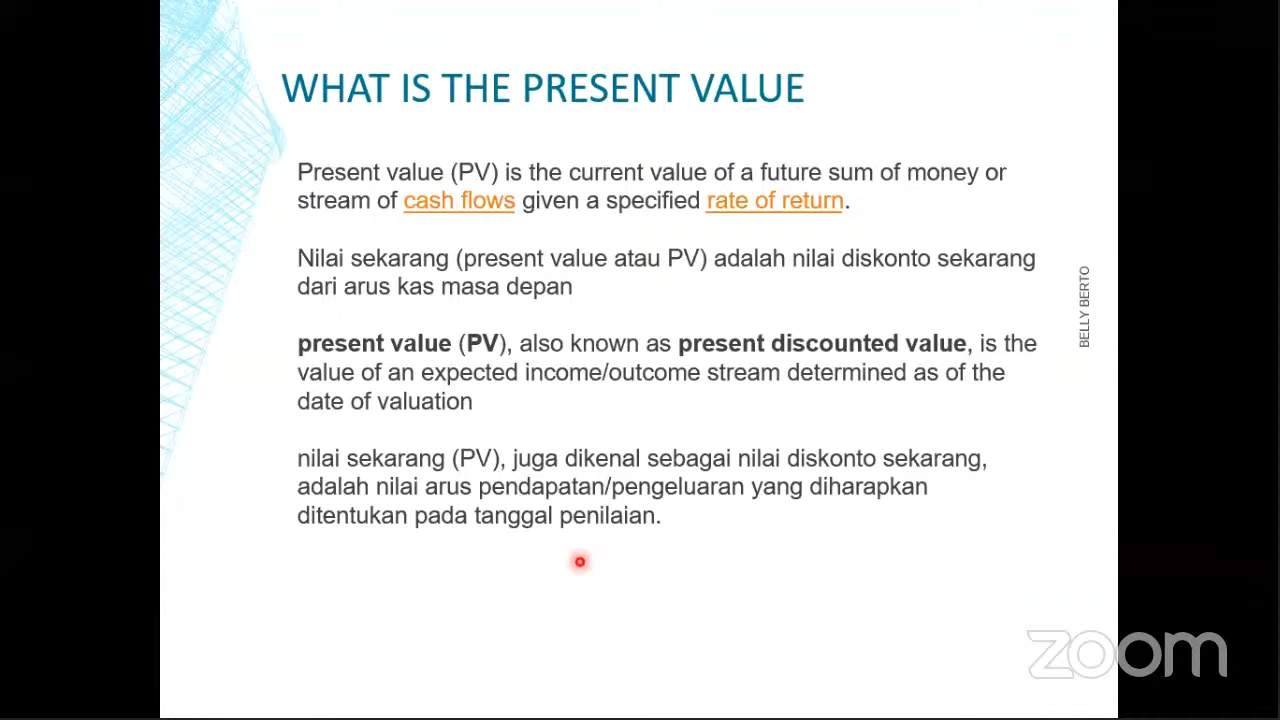 WHAT IS THE PRESENT VALUE
Present value (PV) is the current value of a future sum of money or
stream of cash flows given a specified rate of return.
Nilai sekarang (present value atau PV) adalah nilai diskonto sekarang
dari arus kas masa depan
present value (PV), also known as present discounted value, is the
value of an expected income/outcome stream determined as of the
date of valuation
nilai sekarang (PV), juga dikenal sebagai nilai diskonto sekarang,
adalah nilai arus pendapatan/pengeluaran yang diharapkan
ditentukan pada tanggal penilaian.
BELLY BERTO
zoom